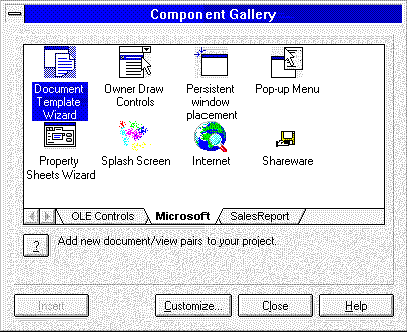 Component Gallery
Document Template Wizard
Owner Draw Controls
Persistent window placement
Pop-up Menu
Property Sheets Wizard
Splash Screen
Internet
Shareware
OLE Controls
Microsoft
SalesReport
?
Add new document/view pairs to your project.
Insert
Customize...
Close
Help